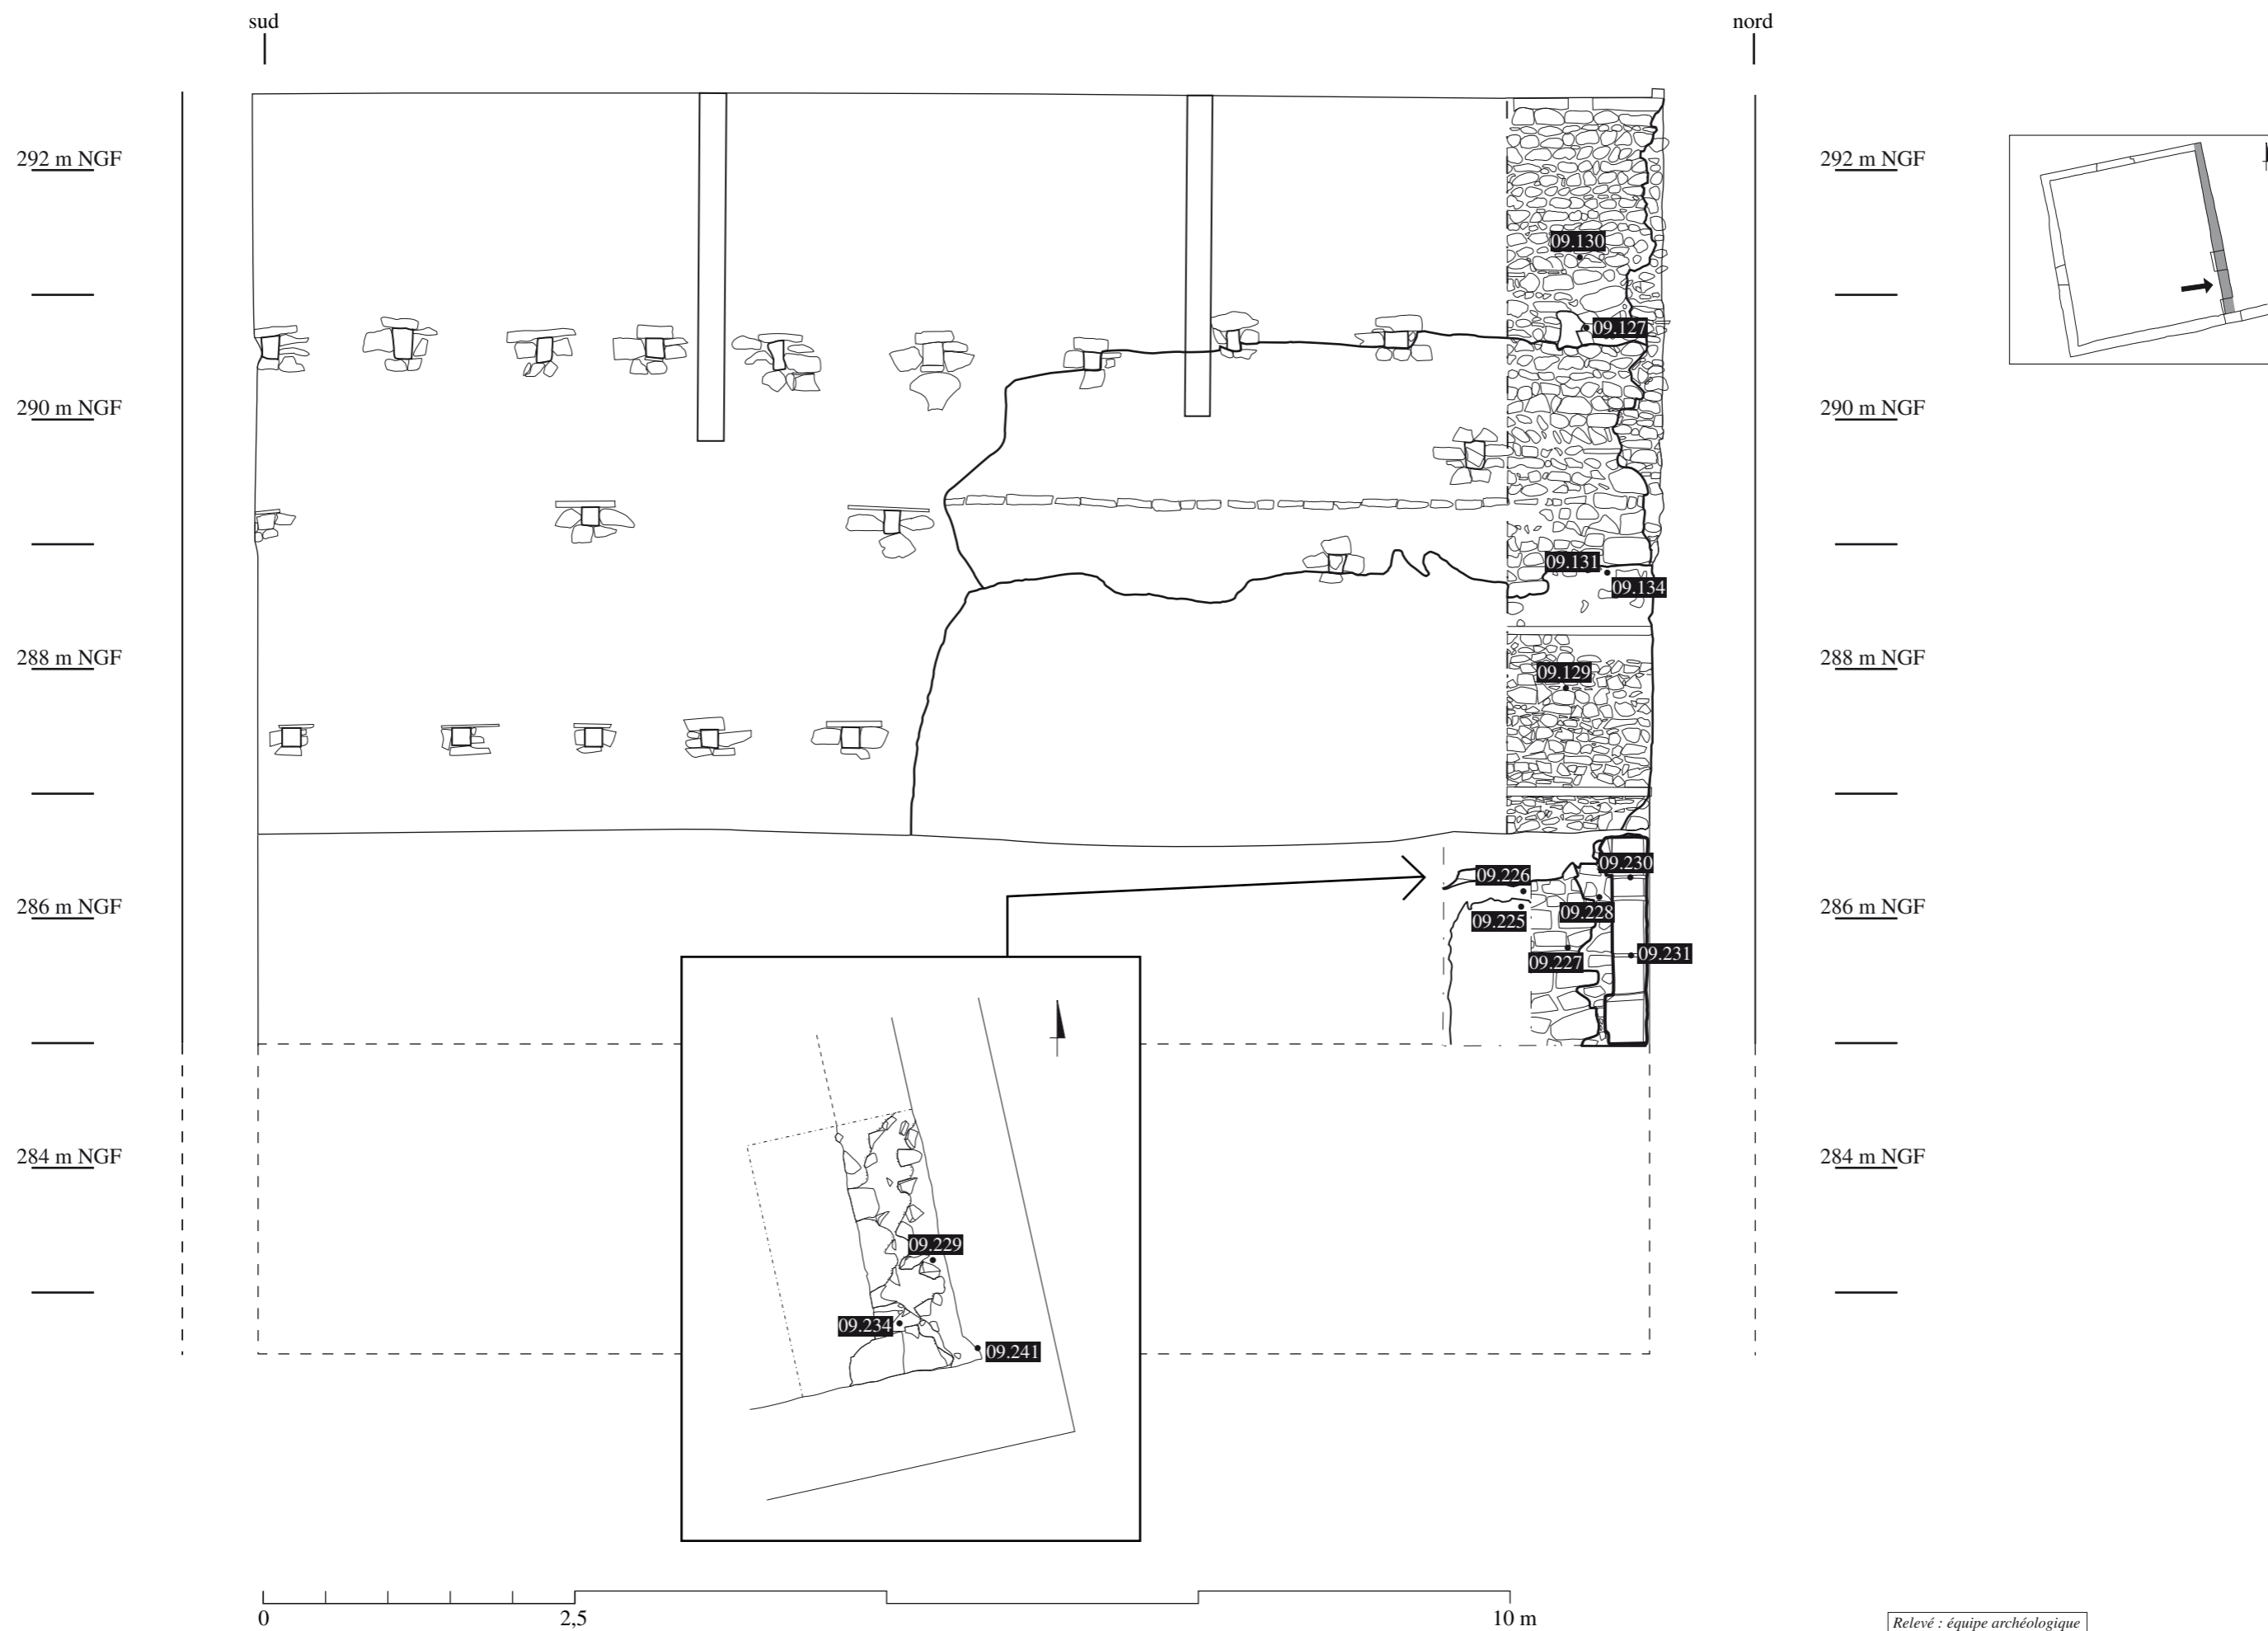 sud
nord
292 m NGF
292 m NGF
09.130
09.127
290 m NGF
290 m NGF
09.131
09.134
288 m NGF
288 m NGF
09.129
09.230
09.226
286 m NGF
286 m NGF
09.228
09.225
09.231
09.227
284 m NGF
284 m NGF
09.229
09.234
09.241
0
2,5
10 m
Relevé : équipe archéologique